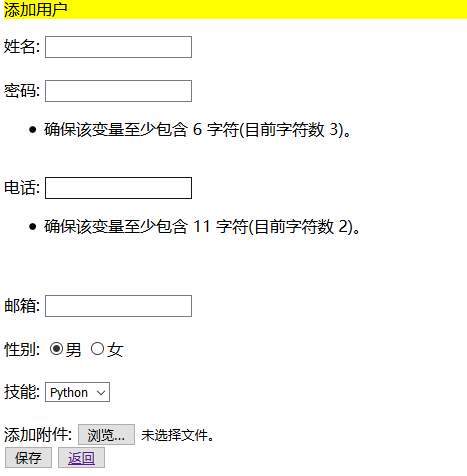 添加用户
姓名:
密码:
确保该变量至少包含 6 字符(目前字符数 3)。
电话:
确保该变量至少包含 11 字符(目前字符数 2)。
邮箱:
性别: 男 女
技能: Python
添加附件: 浏览... 未选择文件。
保存 返回